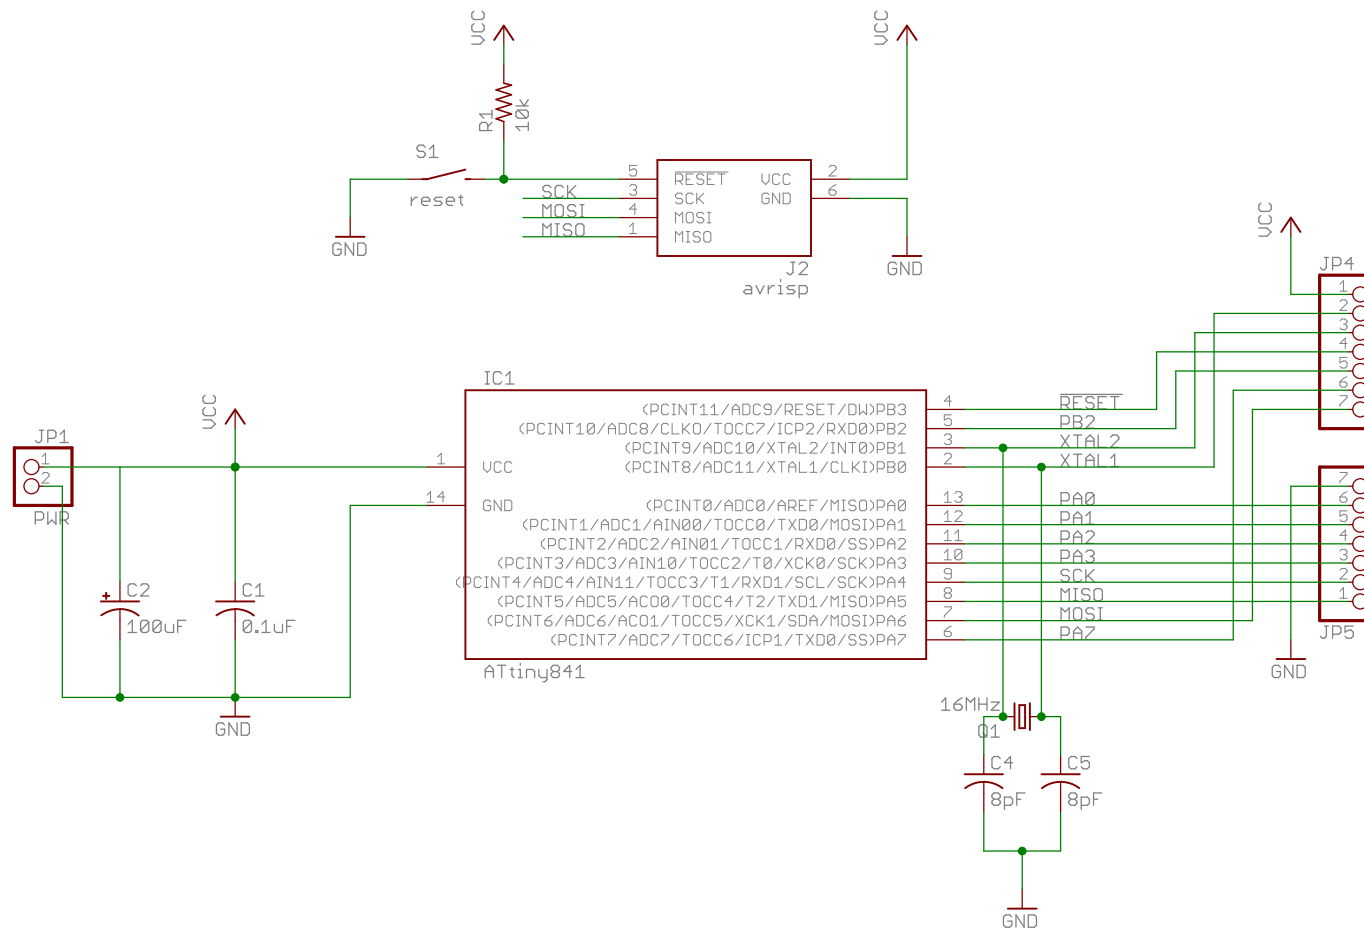 VCC
VCC
R1
10k
S1
reset
GND
SCK
MOSI
MISO
5
3
4
1
RESET
SCK
MOSI
MISO
VCC
GND
2
6
J2
avrisp
GND
VCC
JP4
1
2
3
4
5
6
7
IC1
VCC
JP1
1
2
PWR
1
VCC
14
GND
(PCINT11/ADC9/RESET/DW)PB3
(PCINT10/ADC8/CLKO/TOCC7/ICP2/RXD0)PB2
(PCINT9/ADC10/XTAL2/INT0)PB1
(PCINT8/ADC11/XTAL1/CLKI)PB0
(PCINT0/ADC0/AREF/MISO)PA0
(PCINT1/ADC1/AIN00/TOCC0/TXD0/MOSI)PA1
(PCINT2/ADC2/AIN01/TOCC1/RXD0/SS)PA2
(PCINT3/ADC3/AIN10/TOCC2/T0/XCK0/SCK)PA3
(PCINT4/ADC4/AIN11/TOCC3/T1/RXD1/SCL/SCK)PA4
(PCINT5/ADC5/ACO0/TOCC4/T2/TXD1/MISO)PA5
(PCINT6/ADC6/ACO1/TOCC5/XCK1/SDA/MOSI)PA6
(PCINT7/ADC7/TOCC6/ICP1/TXD0/SS)PA7
4
5
3
2
13
12
11
10
9
8
7
6
RESET
PB2
XTAL2
XTAL1
PA0
PA1
PA2
PA3
SCK
MISO
MOSI
PA7
7
6
5
4
3
2
1
JP5
GND
C2
100uF
C1
0.1uF
GND
ATtiny841
16MHz
Q1
C4
8pF
C5
8pF
GND